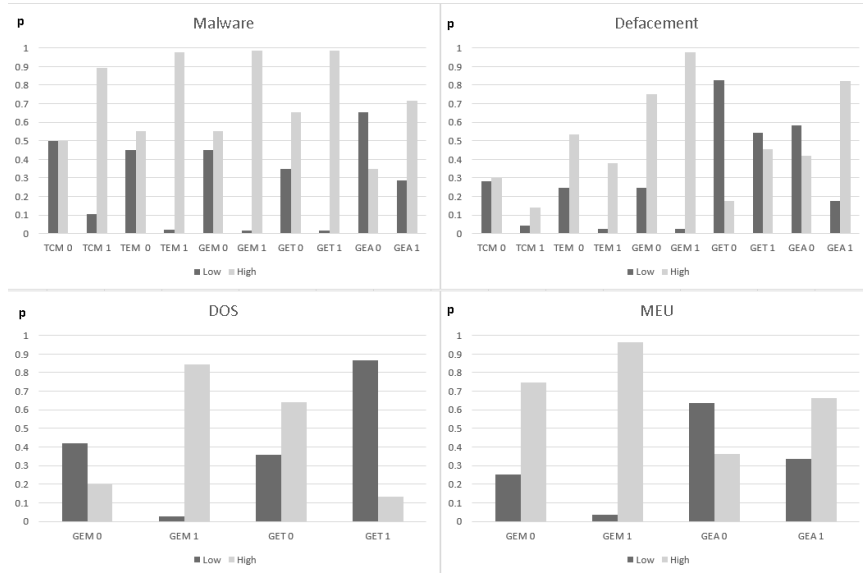 p
Malware
1
0.9
0.8
0.7
0.6
0.5
0.4
0.3
0.2
0.1
0
TCM 0 TCM 1 TEM 0 TEM 1 GEM 0 GEM 1 GET 0 GET 1 GEA 0 GEA 1
Low High
p
Defacement
1
0.9
0.8
0.7
0.6
0.5
0.4
0.3
0.2
0.1
0
TCM 0 TCM 1 TEM 0 TEM 1 GEM 0 GEM 1 GET 0 GET 1 GEA 0 GEA 1
Low High
p
DOS
1
0.9
0.8
0.7
0.6
0.5
0.4
0.3
0.2
0.1
0
GEM 0 GEM 1 GET 0 GET 1
Low High
p
MEU
1
0.9
0.8
0.7
0.6
0.5
0.4
0.3
0.2
0.1
0
GEM 0 GEM 1 GEA 0 GEA 1
Low High